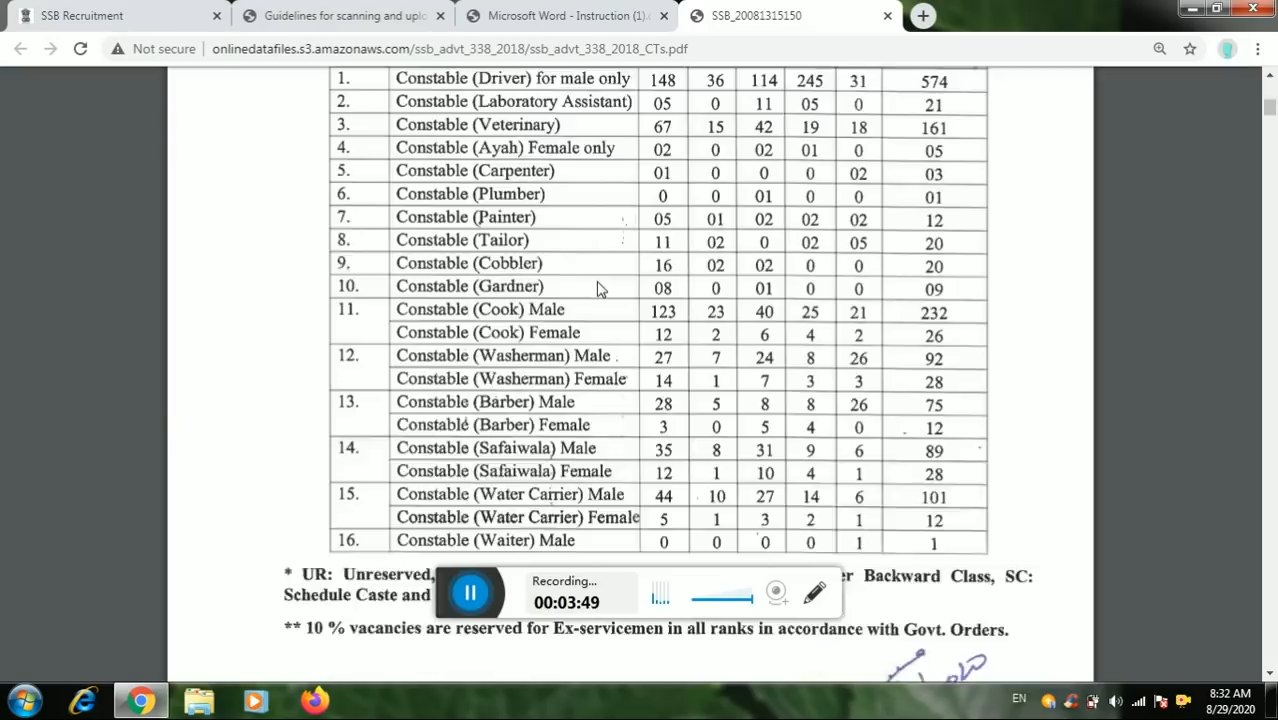 SSB Recruitment
Guidelines for scanning and uplo
Microsoft Word - Instruction (1).
SSB_20081315150
Not secure | onlinedatafiles.s3.amazonaws.com/ssb_advt_338_2018/ssb_advt_338_2018_CTs.pdf
1. Constable (Driver) for male only 148 36 114 245 31 574
2. Constable (Laboratory Assistant) 05 0 11 05 0 21
3. Constable (Veterinary) 67 15 42 19 18 161
4. Constable (Ayah) Female only 02 0 02 01 0 05
5. Constable (Carpenter) 01 0 0 0 02 03
6. Constable (Plumber) 0 0 01 0 0 01
7. Constable (Painter) 05 01 02 02 02 12
8. Constable (Tailor) 11 02 0 02 05 20
9. Constable (Cobbler) 16 02 02 0 0 20
10. Constable (Gardner) 08 0 01 0 0 09
11. Constable (Cook) Male 123 23 40 25 21 232
Constable (Cook) Female 12 2 6 4 2 26
12. Constable (Washerman) Male 27 7 24 8 26 92
Constable (Washerman) Female 14 1 7 3 3 28
13. Constable (Barber) Male 28 5 8 8 26 75
Constable (Barber) Female 3 0 5 4 0 12
14. Constable (Safaiwala) Male 35 8 31 9 6 89
Constable (Safaiwala) Female 12 1 10 4 1 28
15. Constable (Water Carrier) Male 44 10 27 14 6 101
Constable (Water Carrier) Female 5 1 3 2 1 12
16. Constable (Waiter) Male 0 0 0 0 1 1
* UR: Unreserved, er Backward Class, SC:
Schedule Caste and
Recording...
00:03:49
** 10 % vacancies are reserved for Ex-servicemen in all ranks in accordance with Govt. Orders.
EN
8:32 AM
8/29/2020